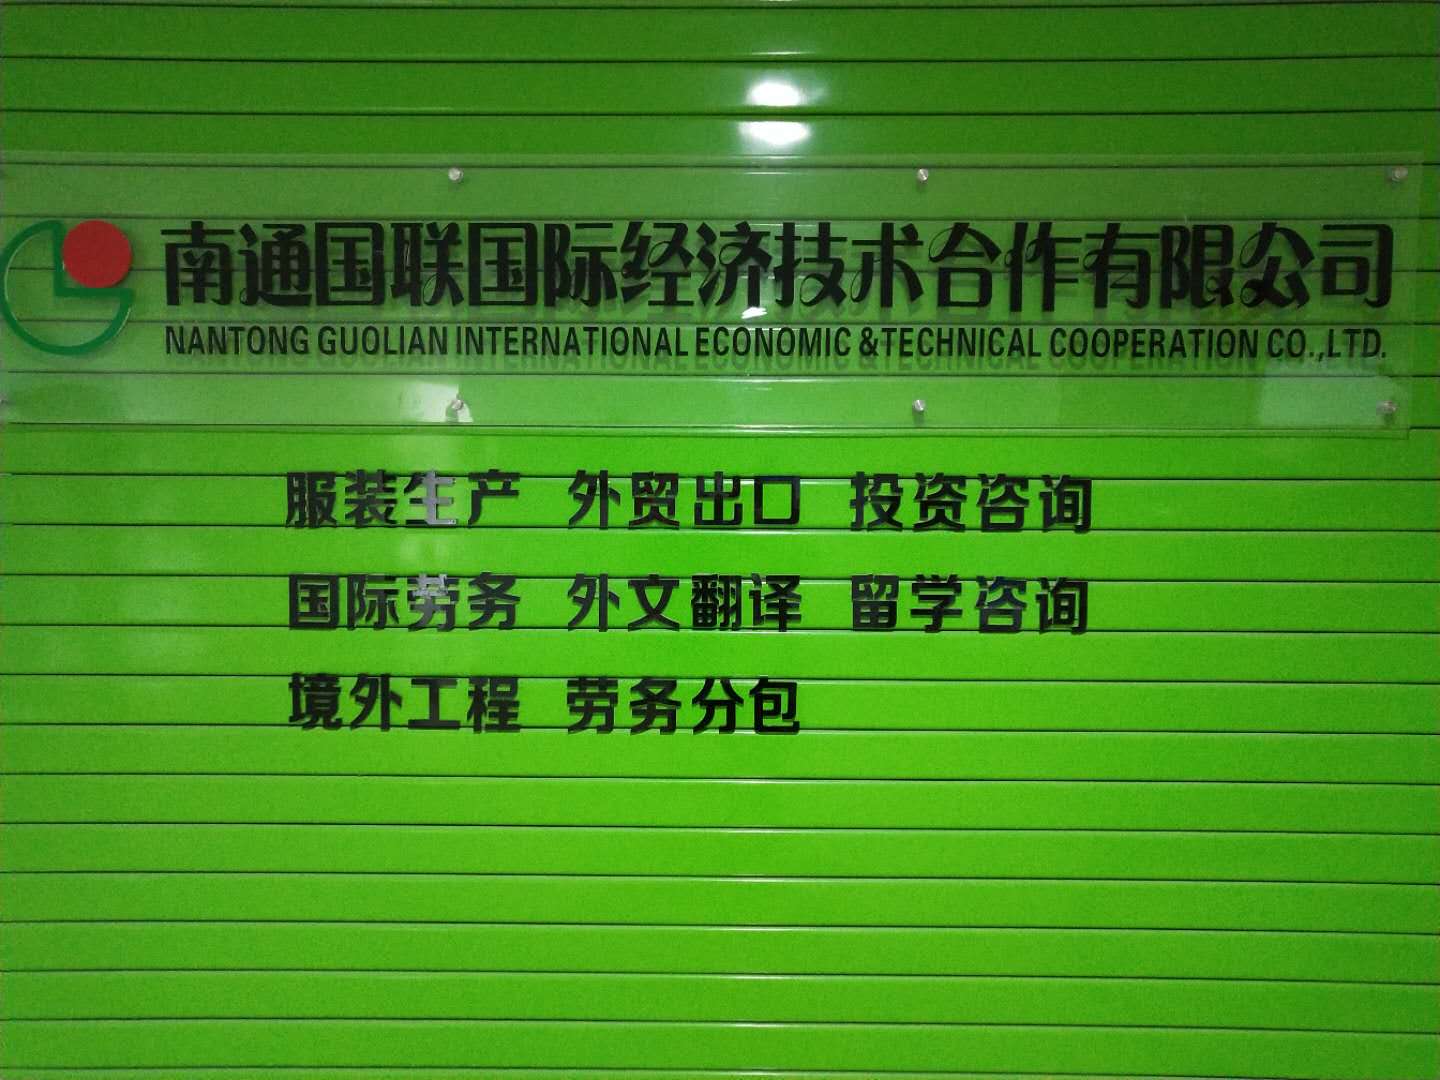 南通国联国际经济技术合作有限公司
NANTONG GUOLIAN INTERNATIONAL ECONOMIC &TECHNICAL COOPERATION CO.,LTD.
服装生产 外贸出口 投资咨询
国际劳务 外文翻译 留学咨询
境外工程 劳务分包